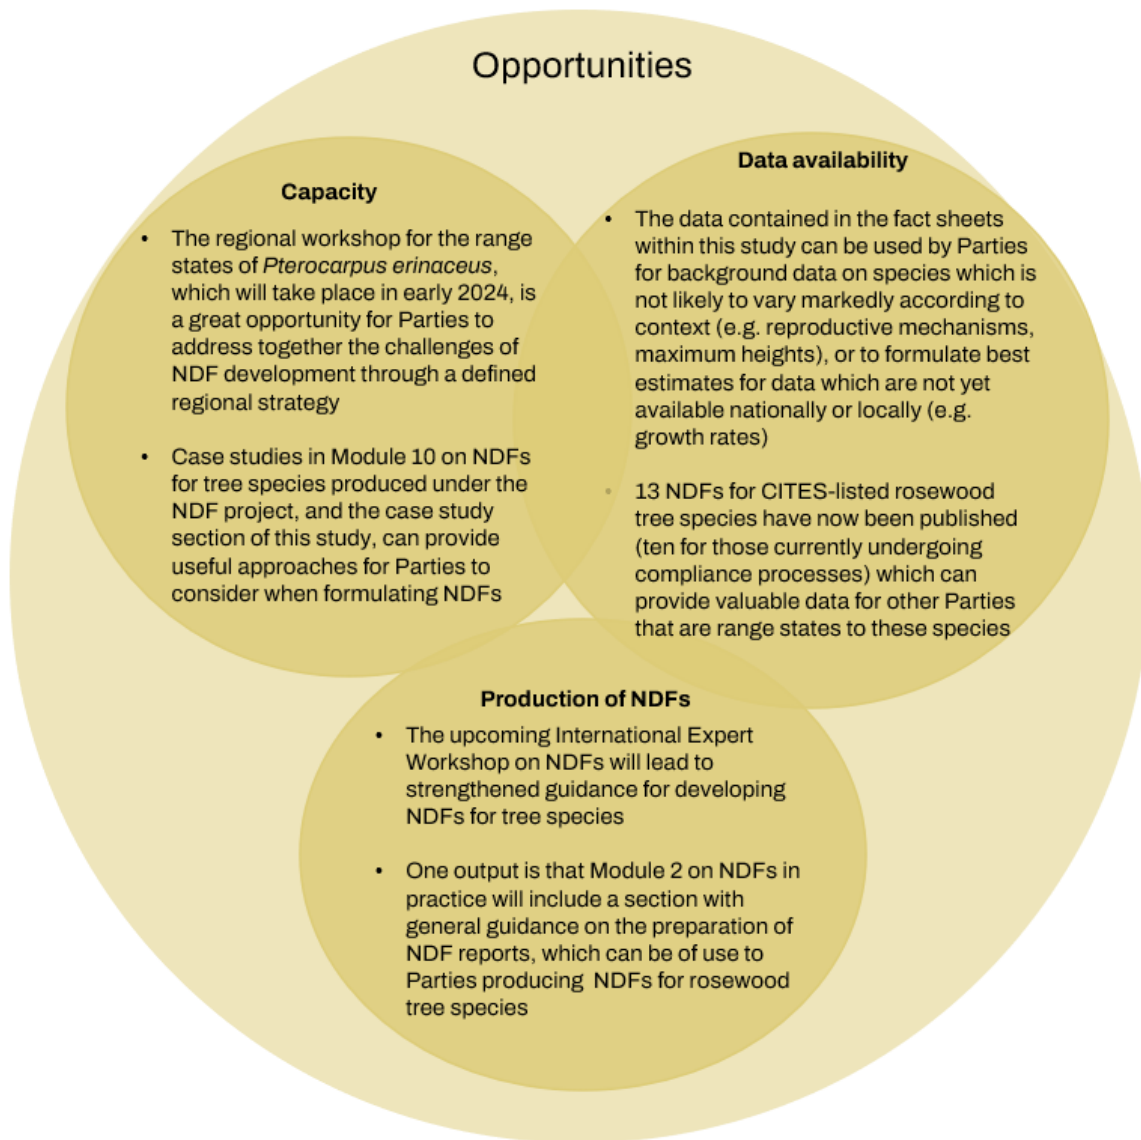 Opportunities
Capacity
• The regional workshop for the range
states of Pterocarpus erinaceus,
which will take place in early 2024, is
a great opportunity for Parties to
address together the challenges of
NDF development through a defined
regional strategy
• Case studies in Module 10 on NDFs
for tree species produced under the
NDF project, and the case study
section of this study, can provide
useful approaches for Parties to
consider when formulating NDFs
Data availability
• The data contained in the fact sheets
within this study can be used by Parties
for background data on species which is
not likely to vary markedly according to
context (e.g. reproductive mechanisms,
maximum heights), or to formulate best
estimates for data which are not yet
available nationally or locally (e.g.
growth rates)
• 13 NDFs for CITES-listed rosewood
tree species have now been published
(ten for those currently undergoing
compliance processes) which can
provide valuable data for other Parties
that are range states to these species
Production of NDFs
• The upcoming International Expert
Workshop on NDFs will lead to
strengthened guidance for developing
NDFs for tree species
• One output is that Module 2 on NDFs in
practice will include a section with
general guidance on the preparation of
NDF reports, which can be of use to
Parties producing NDFs for rosewood
tree species